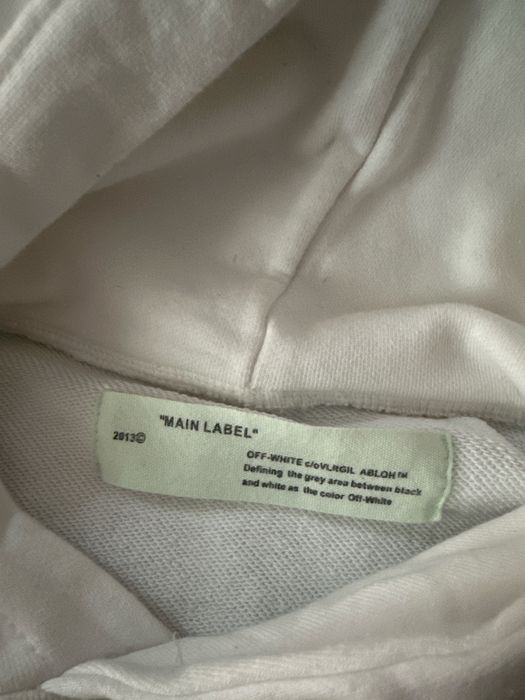 "MAIN LABEL"
2013©
OFF-WHITE c/oVLRGIL ABLOH™
Defining the grey area between black
and white as the color Off-White